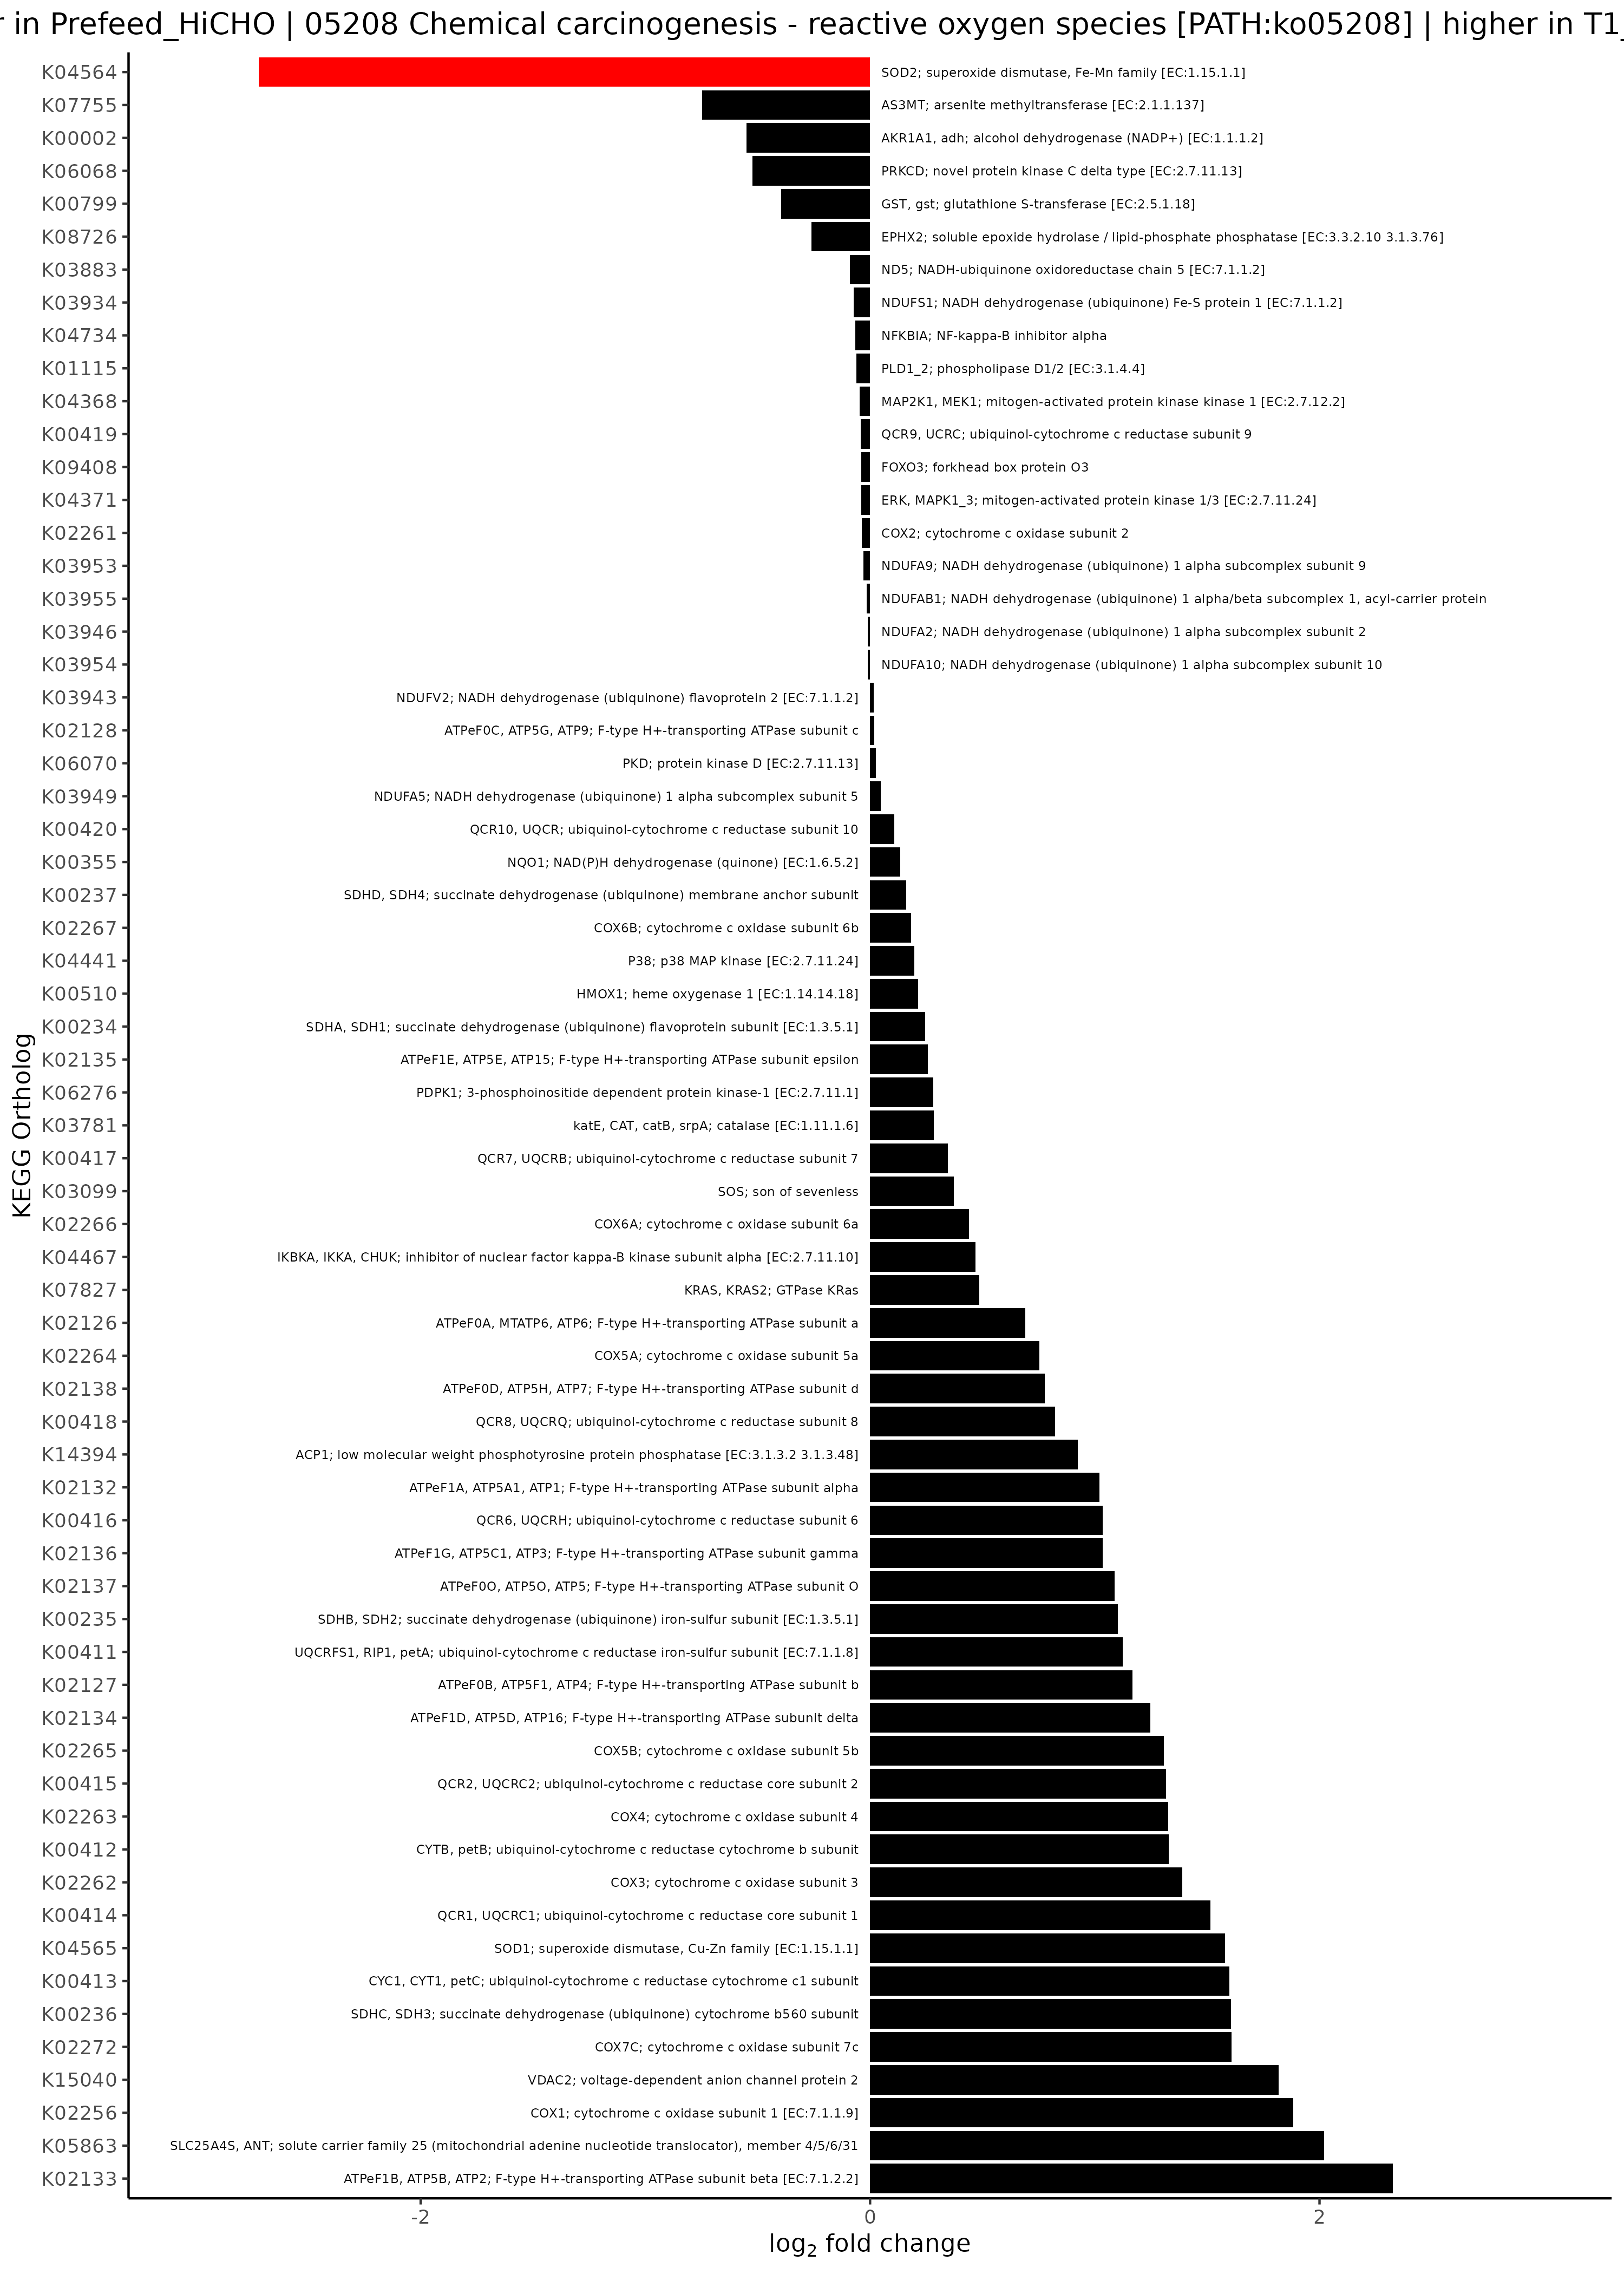 in Prefeed_HiCHO | 05208 Chemical carcinogenesis - reactive oxygen species [PATH:ko05208] | higher in T1_
K04564 SOD2; superoxide dismutase, Fe-Mn family [EC:1.15.1.1]
K07755 AS3MT; arsenite methyltransferase [EC:2.1.1.137]
K00002 AKR1A1, adh; alcohol dehydrogenase (NADP+) [EC:1.1.1.2]
K06068 PRKCD; novel protein kinase C delta type [EC:2.7.11.13]
K00799 GST, gst; glutathione S-transferase [EC:2.5.1.18]
K08726 EPHX2; soluble epoxide hydrolase / lipid-phosphate phosphatase [EC:3.3.2.10 3.1.3.76]
K03883 ND5; NADH-ubiquinone oxidoreductase chain 5 [EC:7.1.1.2]
K03934 NDUFS1; NADH dehydrogenase (ubiquinone) Fe-S protein 1 [EC:7.1.1.2]
K04734 NFKBIA; NF-kappa-B inhibitor alpha
K01115 PLD1_2; phospholipase D1/2 [EC:3.1.4.4]
K04368 MAP2K1, MEK1; mitogen-activated protein kinase kinase 1 [EC:2.7.12.2]
K00419 QCR9, UCRC; ubiquinol-cytochrome c reductase subunit 9
K09408 FOXO3; forkhead box protein O3
K04371 ERK, MAPK1_3; mitogen-activated protein kinase 1/3 [EC:2.7.11.24]
K02261 COX2; cytochrome c oxidase subunit 2
K03953 NDUFA9; NADH dehydrogenase (ubiquinone) 1 alpha subcomplex subunit 9
K03955 NDUFAB1; NADH dehydrogenase (ubiquinone) 1 alpha/beta subcomplex 1, acyl-carrier protein
K03946 NDUFA2; NADH dehydrogenase (ubiquinone) 1 alpha subcomplex subunit 2
K03954 NDUFA10; NADH dehydrogenase (ubiquinone) 1 alpha subcomplex subunit 10
K03943 NDUFV2; NADH dehydrogenase (ubiquinone) flavoprotein 2 [EC:7.1.1.2]
K02128 ATPeF0C, ATP5G, ATP9; F-type H+-transporting ATPase subunit c
K06070 PKD; protein kinase D [EC:2.7.11.13]
K03949 NDUFA5; NADH dehydrogenase (ubiquinone) 1 alpha subcomplex subunit 5
K00420 QCR10, UQCR; ubiquinol-cytochrome c reductase subunit 10
K00355 NQO1; NAD(P)H dehydrogenase (quinone) [EC:1.6.5.2]
K00237 SDHD, SDH4; succinate dehydrogenase (ubiquinone) membrane anchor subunit
K02267 COX6B; cytochrome c oxidase subunit 6b
K04441 P38; p38 MAP kinase [EC:2.7.11.24]
K00510 HMOX1; heme oxygenase 1 [EC:1.14.14.18]
K00234 SDHA, SDH1; succinate dehydrogenase (ubiquinone) flavoprotein subunit [EC:1.3.5.1]
K02135 ATPeF1E, ATP5E, ATP15; F-type H+-transporting ATPase subunit epsilon
K06276 PDPK1; 3-phosphoinositide dependent protein kinase-1 [EC:2.7.11.1]
K03781 katE, CAT, catB, srpA; catalase [EC:1.11.1.6]
K00417 QCR7, UQCRB; ubiquinol-cytochrome c reductase subunit 7
K03099 SOS; son of sevenless
K02266 COX6A; cytochrome c oxidase subunit 6a
K04467 IKBKA, IKKA, CHUK; inhibitor of nuclear factor kappa-B kinase subunit alpha [EC:2.7.11.10]
K07827 KRAS, KRAS2; GTPase KRas
K02126 ATPeF0A, MTATP6, ATP6; F-type H+-transporting ATPase subunit a
K02264 COX5A; cytochrome c oxidase subunit 5a
K02138 ATPeF0D, ATP5H, ATP7; F-type H+-transporting ATPase subunit d
K00418 QCR8, UQCRQ; ubiquinol-cytochrome c reductase subunit 8
K14394 ACP1; low molecular weight phosphotyrosine protein phosphatase [EC:3.1.3.2 3.1.3.48]
K02132 ATPeF1A, ATP5A1, ATP1; F-type H+-transporting ATPase subunit alpha
K00416 QCR6, UQCRH; ubiquinol-cytochrome c reductase subunit 6
K02136 ATPeF1G, ATP5C1, ATP3; F-type H+-transporting ATPase subunit gamma
K02137 ATPeF0O, ATP5O, ATP5; F-type H+-transporting ATPase subunit O
K00235 SDHB, SDH2; succinate dehydrogenase (ubiquinone) iron-sulfur subunit [EC:1.3.5.1]
K00411 UQCRFS1, RIP1, petA; ubiquinol-cytochrome c reductase iron-sulfur subunit [EC:7.1.1.8]
K02127 ATPeF0B, ATP5F1, ATP4; F-type H+-transporting ATPase subunit b
K02134 ATPeF1D, ATP5D, ATP16; F-type H+-transporting ATPase subunit delta
K02265 COX5B; cytochrome c oxidase subunit 5b
K00415 QCR2, UQCRC2; ubiquinol-cytochrome c reductase core subunit 2
K02263 COX4; cytochrome c oxidase subunit 4
K00412 CYTB, petB; ubiquinol-cytochrome c reductase cytochrome b subunit
K02262 COX3; cytochrome c oxidase subunit 3
K00414 QCR1, UQCRC1; ubiquinol-cytochrome c reductase core subunit 1
K04565 SOD1; superoxide dismutase, Cu-Zn family [EC:1.15.1.1]
K00413 CYC1, CYT1, petC; ubiquinol-cytochrome c reductase cytochrome c1 subunit
K00236 SDHC, SDH3; succinate dehydrogenase (ubiquinone) cytochrome b560 subunit
K02272 COX7C; cytochrome c oxidase subunit 7c
K15040 VDAC2; voltage-dependent anion channel protein 2
K02256 COX1; cytochrome c oxidase subunit 1 [EC:7.1.1.9]
K05863 SLC25A4S, ANT; solute carrier family 25 (mitochondrial adenine nucleotide translocator), member 4/5/6/31
K02133 ATPeF1B, ATP5B, ATP2; F-type H+-transporting ATPase subunit beta [EC:7.1.2.2]
KEGG Ortholog
-2 0 2
log2 fold change